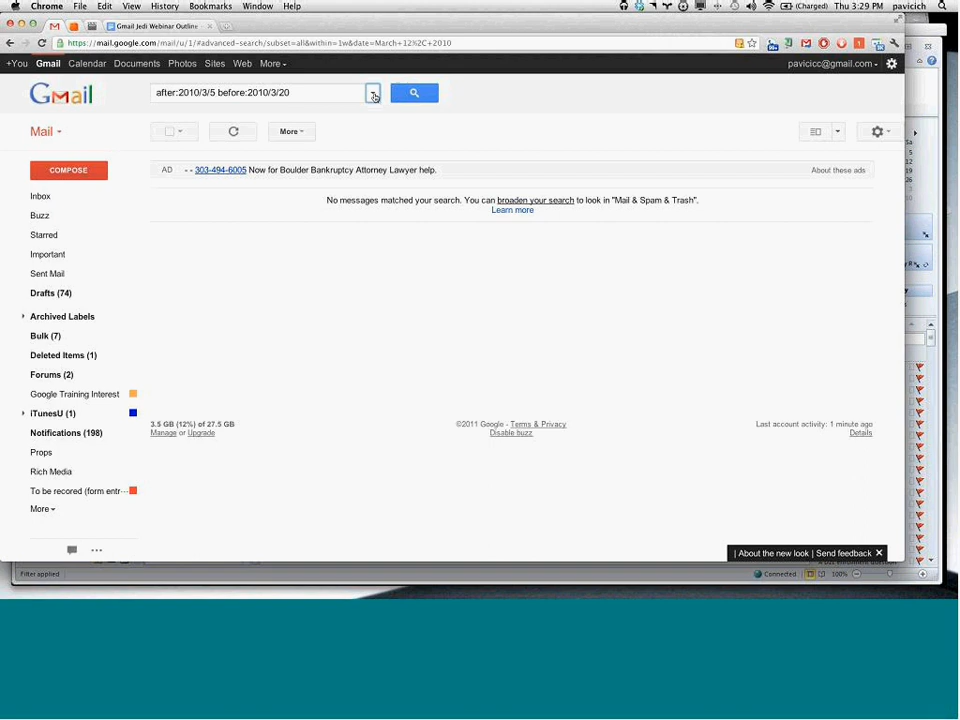 Chrome File Edit View History Bookmarks Window Help (Charged) Thu 3:29 PM pavicich
Gmail Jedi Webinar Outline
https://mail.google.com/mail/u/1/#advanced-search/subset=all&within=1w&date=March+12%2C+2010
+You Gmail Calendar Documents Photos Sites Web More pavicicc@gmail.com
Gmail after:2010/3/5 before:2010/3/20
Mail More
COMPOSE
AD - - 303-494-6005 Now for Boulder Bankruptcy Attorney Lawyer help. About these ads
No messages matched your search. You can broaden your search to look in "Mail & Spam & Trash".
Learn more
Inbox
Buzz
Starred
Important
Sent Mail
Drafts (74)
Archived Labels
Bulk (7)
Deleted Items (1)
Forums (2)
Google Training Interest
iTunesU (1)
Notifications (198)
Props
Rich Media
To be recored (form entr...
More
3.5 GB (12%) of 27.5 GB
Manage or Upgrade
©2011 Google - Terms & Privacy
Disable buzz
Last account activity: 1 minute ago
Details
| About the new look | Send feedback ✕
Sa
5
12
19
26
Filter applied Connected 100%